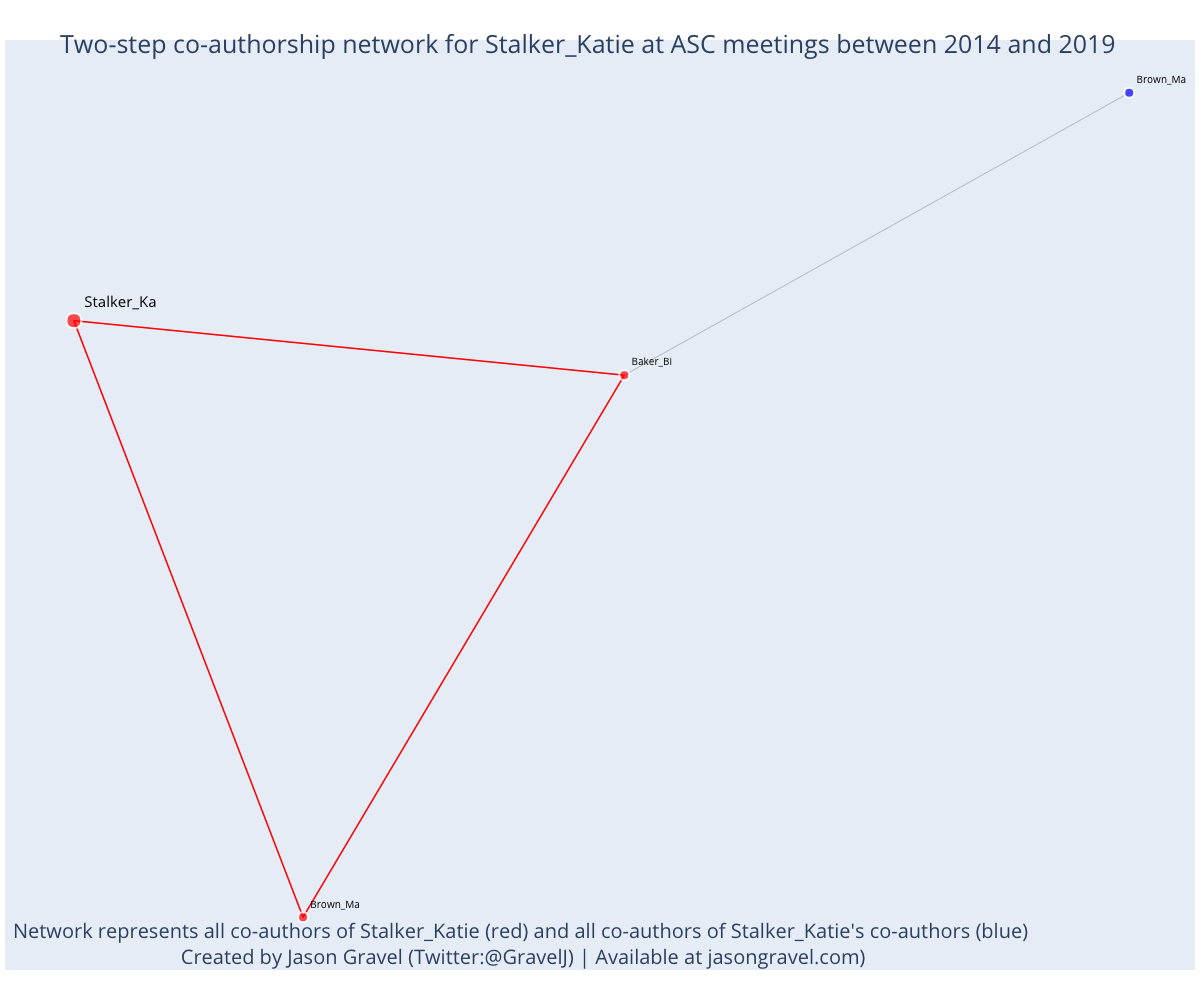 Two-step co-authorship network for Stalker_Katie at ASC meetings between 2014 and 2019
Brown_Ma
Stalker_Ka
Baker_Bi
Brown_Ma
Network represents all co-authors of Stalker_Katie (red) and all co-authors of Stalker_Katie's co-authors (blue)
Created by Jason Gravel (Twitter:@GravelJ) | Available at jasongravel.com)